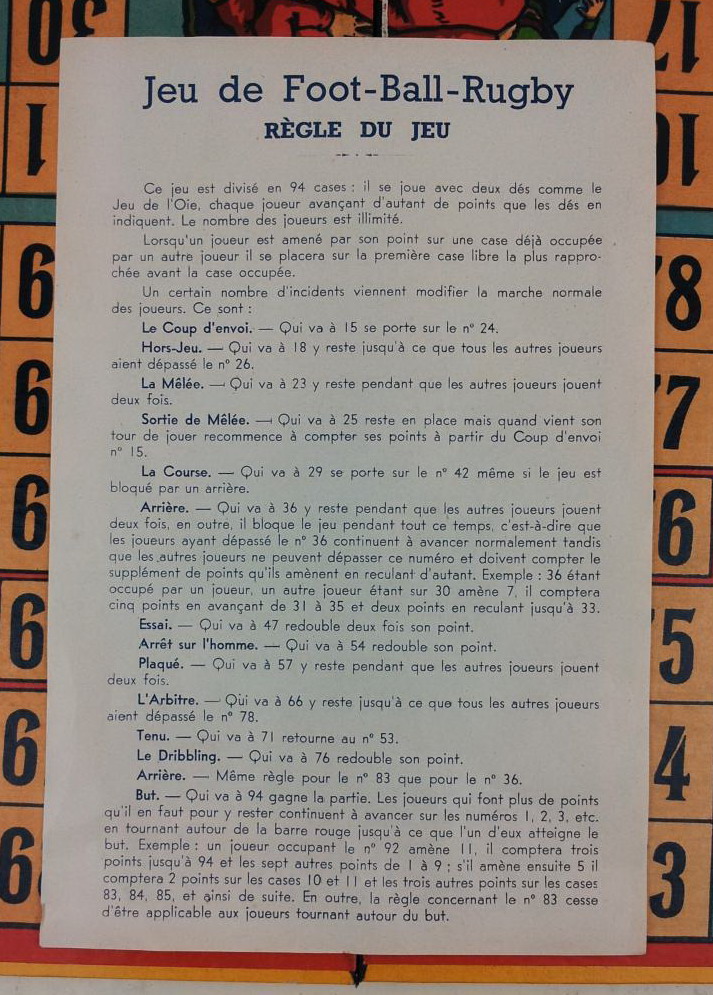 Jeu de Foot-Ball-Rugby
RÈGLE DU JEU
Ce jeu est divisé en 94 cases : il se joue avec deux dés comme le
Jeu de l'Oie, chaque joueur avançant d'autant de points que les dés en
indiquent. Le nombre des joueurs est illimité.
Lorsqu'un joueur est amené par son point sur une case déjà occupée
par un autre joueur il se placera sur la première case libre la plus rappro-
chée avant la case occupée.
Un certain nombre d'incidents viennent modifier la marche normale
des joueurs. Ce sont :
Le Coup d'envoi. — Qui va à 15 se porte sur le n° 24.
Hors-Jeu. — Qui va à 18 y reste jusqu'à ce que tous les autres joueurs
aient dépassé le n° 26.
La Mêlée. — Qui va à 23 y reste pendant que les autres joueurs jouent
deux fois.
Sortie de Mêlée. — Qui va à 25 reste en place mais quand vient son
tour de jouer recommence à compter ses points à partir du Coup d'envoi
n° 15.
La Course. — Qui va à 29 se porte sur le n° 42 même si le jeu est
bloqué par un arrière.
Arrière. — Qui va à 36 y reste pendant que les autres joueurs jouent
deux fois, en outre, il bloque le jeu pendant tout ce temps, c'est-à-dire que
les joueurs ayant dépassé le n° 36 continuent à avancer normalement tandis
que les autres joueurs ne peuvent dépasser ce numéro et doivent compter le
supplément de points qu'ils amènent en reculant d'autant. Exemple : 36 étant
occupé par un joueur, un autre joueur étant sur 30 amène 7, il comptera
cinq points en avançant de 31 à 35 et deux points en reculant jusqu'à 33.
Essai. — Qui va à 47 redouble deux fois son point.
Arrêt sur l'homme. — Qui va à 54 redouble son point.
Plaqué. — Qui va à 57 y reste pendant que les autres joueurs jouent
deux fois.
L'Arbitre. — Qui va à 66 y reste jusqu'à ce que tous les autres joueurs
aient dépassé le n° 78.
Tenu. — Qui va à 71 retourne au n° 53.
Le Dribbling. — Qui va à 76 redouble son point.
Arrière. — Même règle pour le n° 83 que pour le n° 36.
But. — Qui va à 94 gagne la partie. Les joueurs qui font plus de points
qu'il en faut pour y rester continuent à avancer sur les numéros 1, 2, 3, etc.
en tournant autour de la barre rouge jusqu'à ce que l'un d'eux atteigne le
but. Exemple : un joueur occupant le n° 92 amène 11, il comptera trois
points jusqu'à 94 et les sept autres points de 1 à 9 ; s'il amène ensuite 5 il
comptera 2 points sur les cases 10 et 11 et les trois autres points sur les cases
83, 84, 85, et ainsi de suite. En outre, la règle concernant le n° 83 cesse
d'être applicable aux joueurs tournant autour du but.